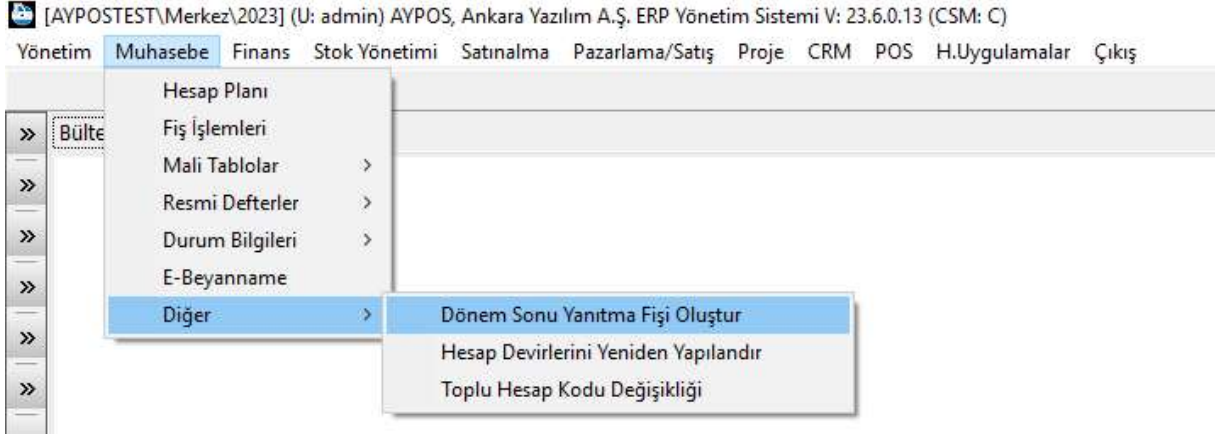 [AYPOSTEST\Merkez\2023] (U: admin) AYPOS, Ankara Yazılım A.Ş. ERP Yönetim Sistemi V: 23.6.0.13 (CSM: C)
Yönetim Muhasebe Finans Stok Yönetimi Satınalma Pazarlama/Satış Proje CRM POS H.Uygulamalar Çıkış
Hesap Planı
Bülte
Fiş İşlemleri
Mali Tablolar
Resmi Defterler
Durum Bilgileri
E-Beyanname
Diğer
Dönem Sonu Yanıtma Fişi Oluştur
Hesap Devirlerini Yeniden Yapılandır
Toplu Hesap Kodu Değişikliği